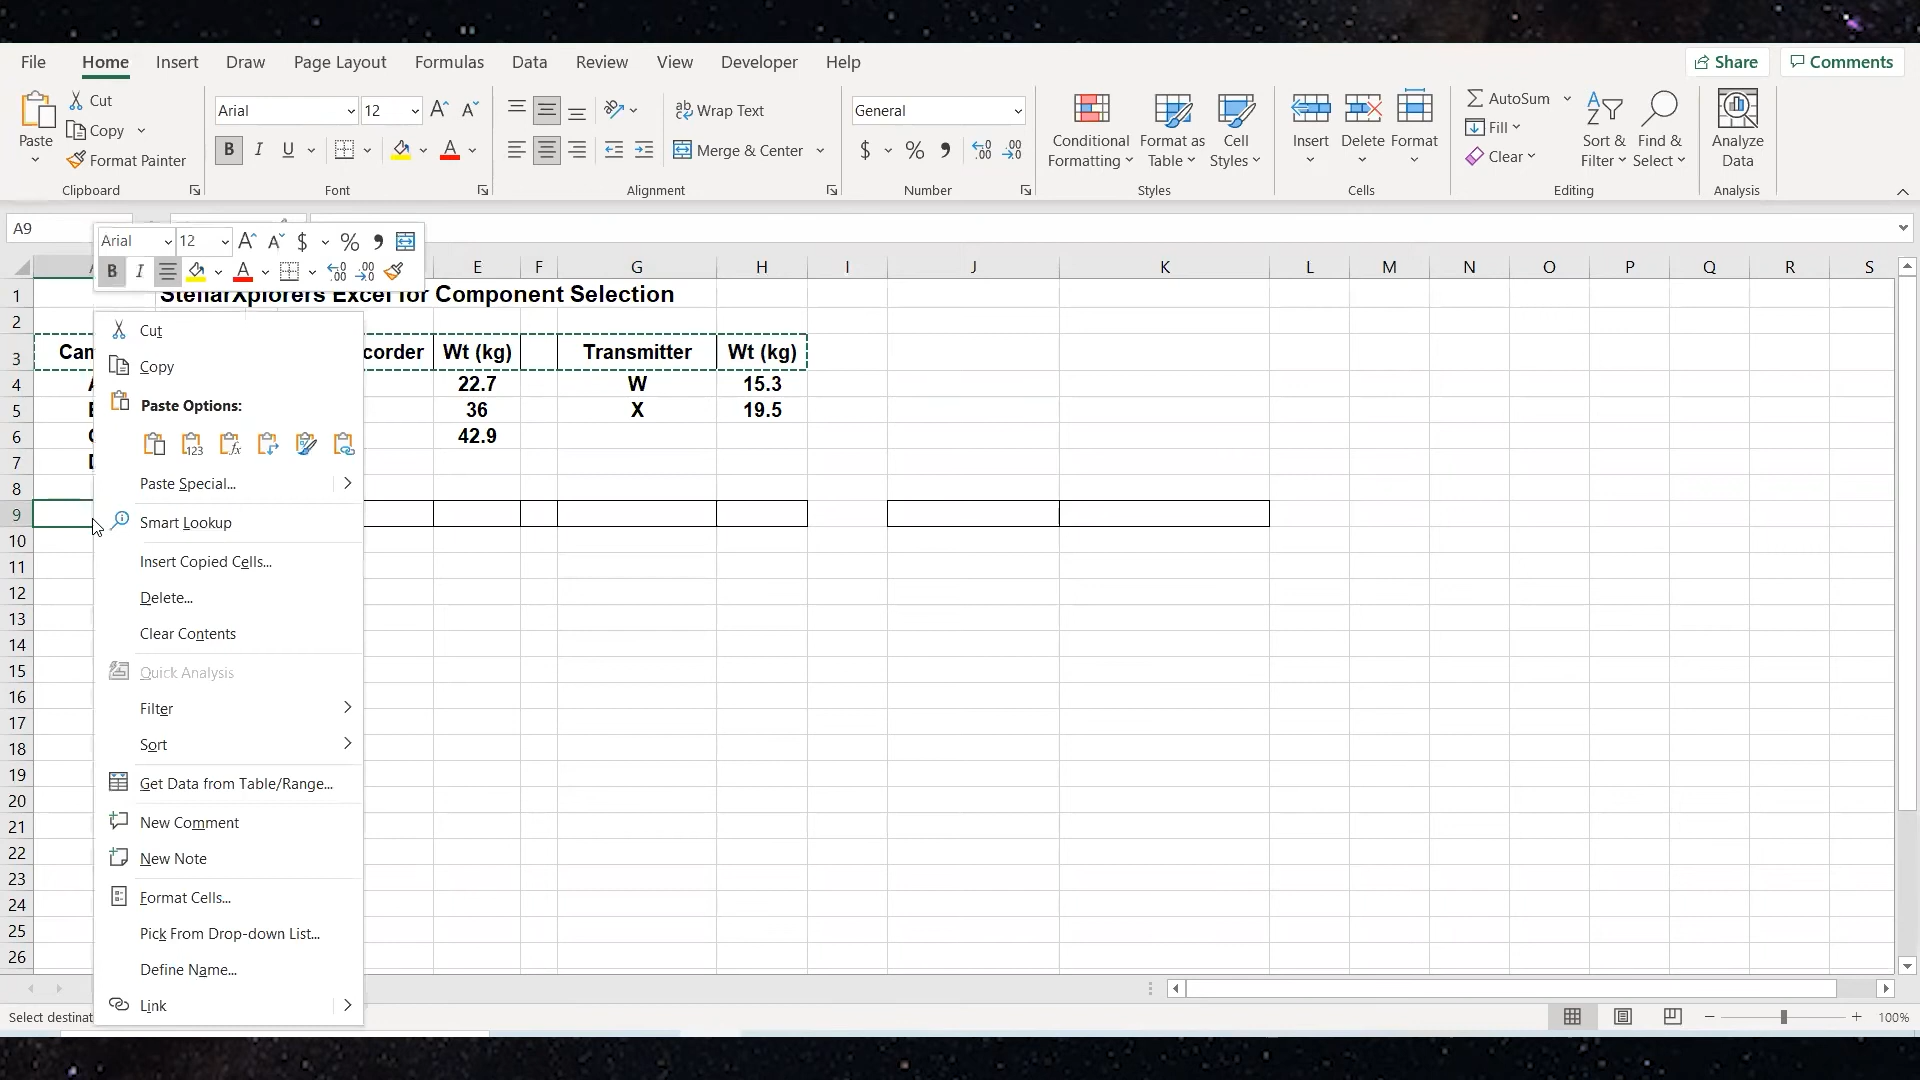 File Home Insert Draw Page Layout Formulas Data Review View Developer Help Share Comments
Cut
Copy
Format Painter
Paste
Clipboard
Arial 12
B I U
Font
Wrap Text
Merge & Center
Alignment
General
$ % 9
Number
Conditional Formatting
Format as Table
Cell Styles
Styles
Insert Delete Format
Cells
AutoSum
Fill
Clear
Sort & Filter
Find & Select
Editing
Analyze Data
Analysis
A9
Arial 12 $ %
B I
E F G H I J K L M N O P Q R S
1 StellarXplorers Excel for Component Selection
2
3 Cam corder Wt (kg) Transmitter Wt (kg)
4 22.7 W 15.3
5 36 X 19.5
6 42.9
7
8
9
10
11
12
13
14
15
16
17
18
19
20
21
22
23
24
25
26
Cut
Copy
Paste Options:
Paste Special...
Smart Lookup
Insert Copied Cells...
Delete...
Clear Contents
Quick Analysis
Filter
Sort
Get Data from Table/Range...
New Comment
New Note
Format Cells...
Pick From Drop-down List...
Define Name...
Link
Select destinat
100%